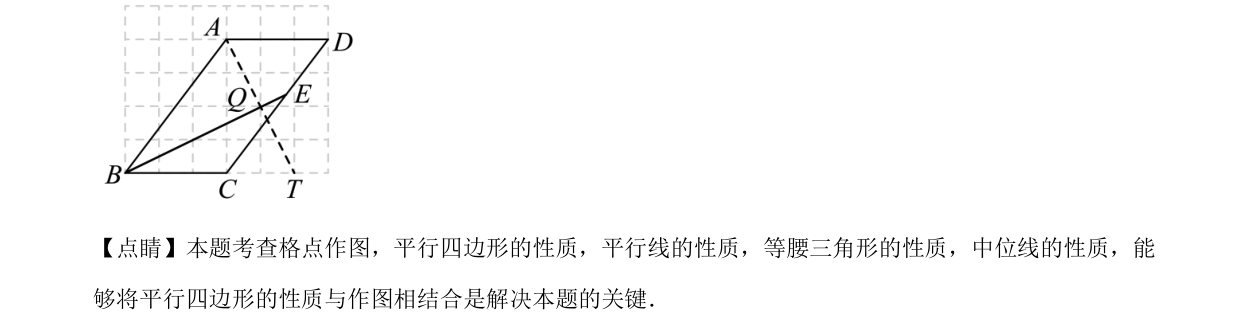 A
D
Q
E
B
C
T
【点睛】本题考查格点作图，平行四边形的性质，平行线的性质，等腰三角形的性质，中位线的性质，能
够将平行四边形的性质与作图相结合是解决本题的关键．